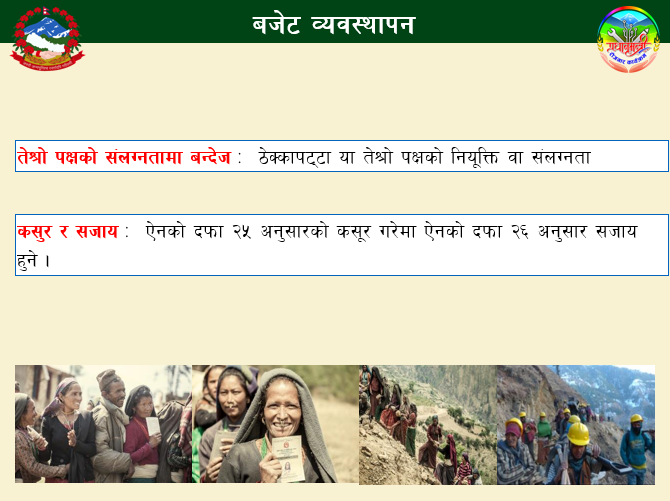 बजेट व्यवस्थापन
तेश्रो पक्षको संलग्नतामा बन्देज : ठेक्कापट्टा या तेश्रो पक्षको नियूक्ति वा संलग्नता
कसुर र सजाय : ऐनको दफा २५ अनुसारको कसूर गरेमा ऐनको दफा २६ अनुसार सजाय
हुने ।